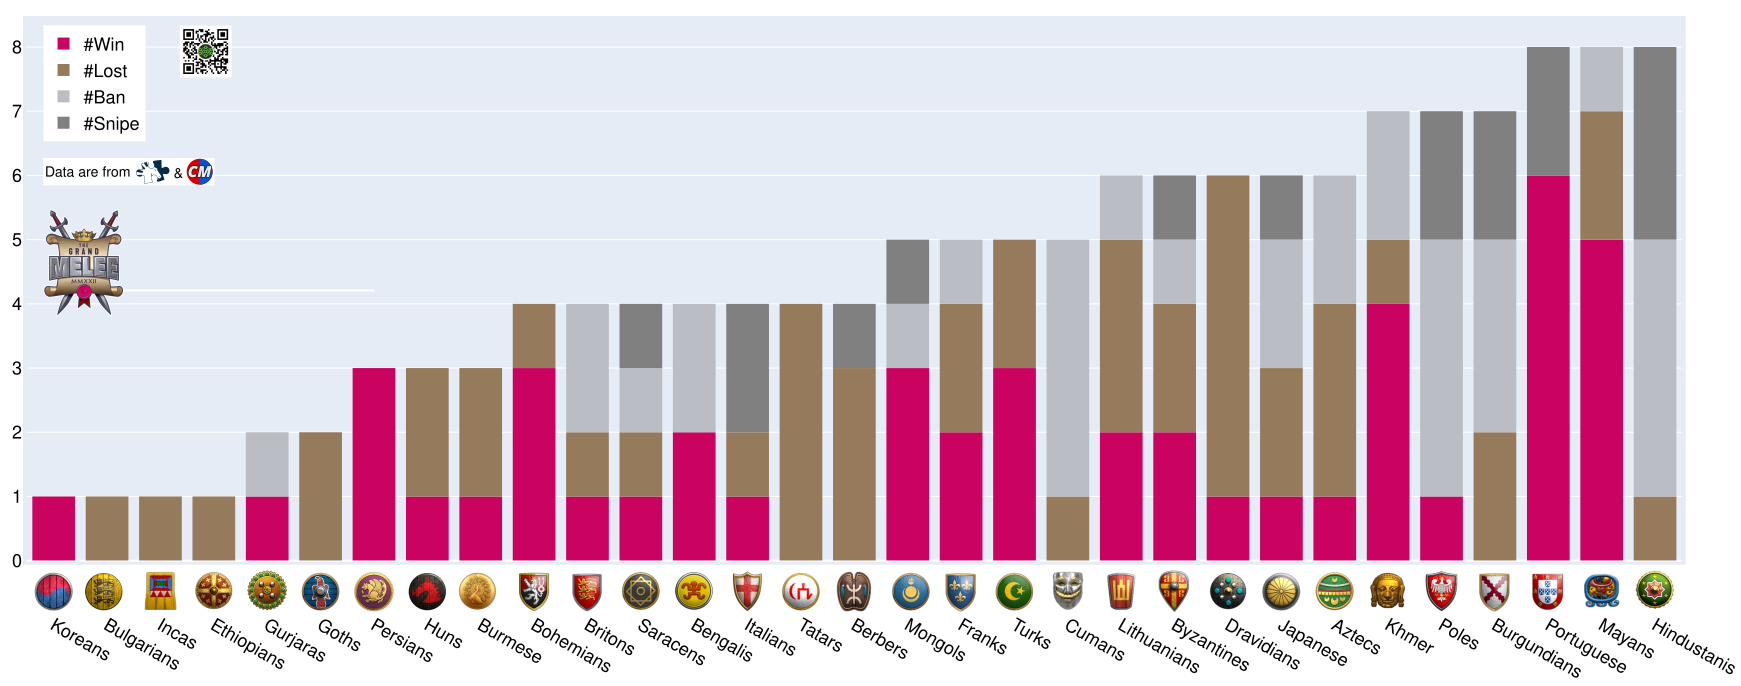 8
7
6
5
4
3
2
1
0
#Win
#Lost
#Ban
#Snipe
Data are from & CM
THE
GRAND
MELEE
MMXXII
Koreans
Bulgarians
Incas
Ethiopians
Gurjaras
Goths
Persians
Huns
Burmese
Bohemians
Britons
Saracens
Bengalis
Italians
Tatars
Berbers
Mongols
Franks
Turks
Cumans
Lithuanians
Byzantines
Dravidians
Japanese
Aztecs
Khmer
Poles
Burgundians
Portuguese
Mayans
Hindustanis